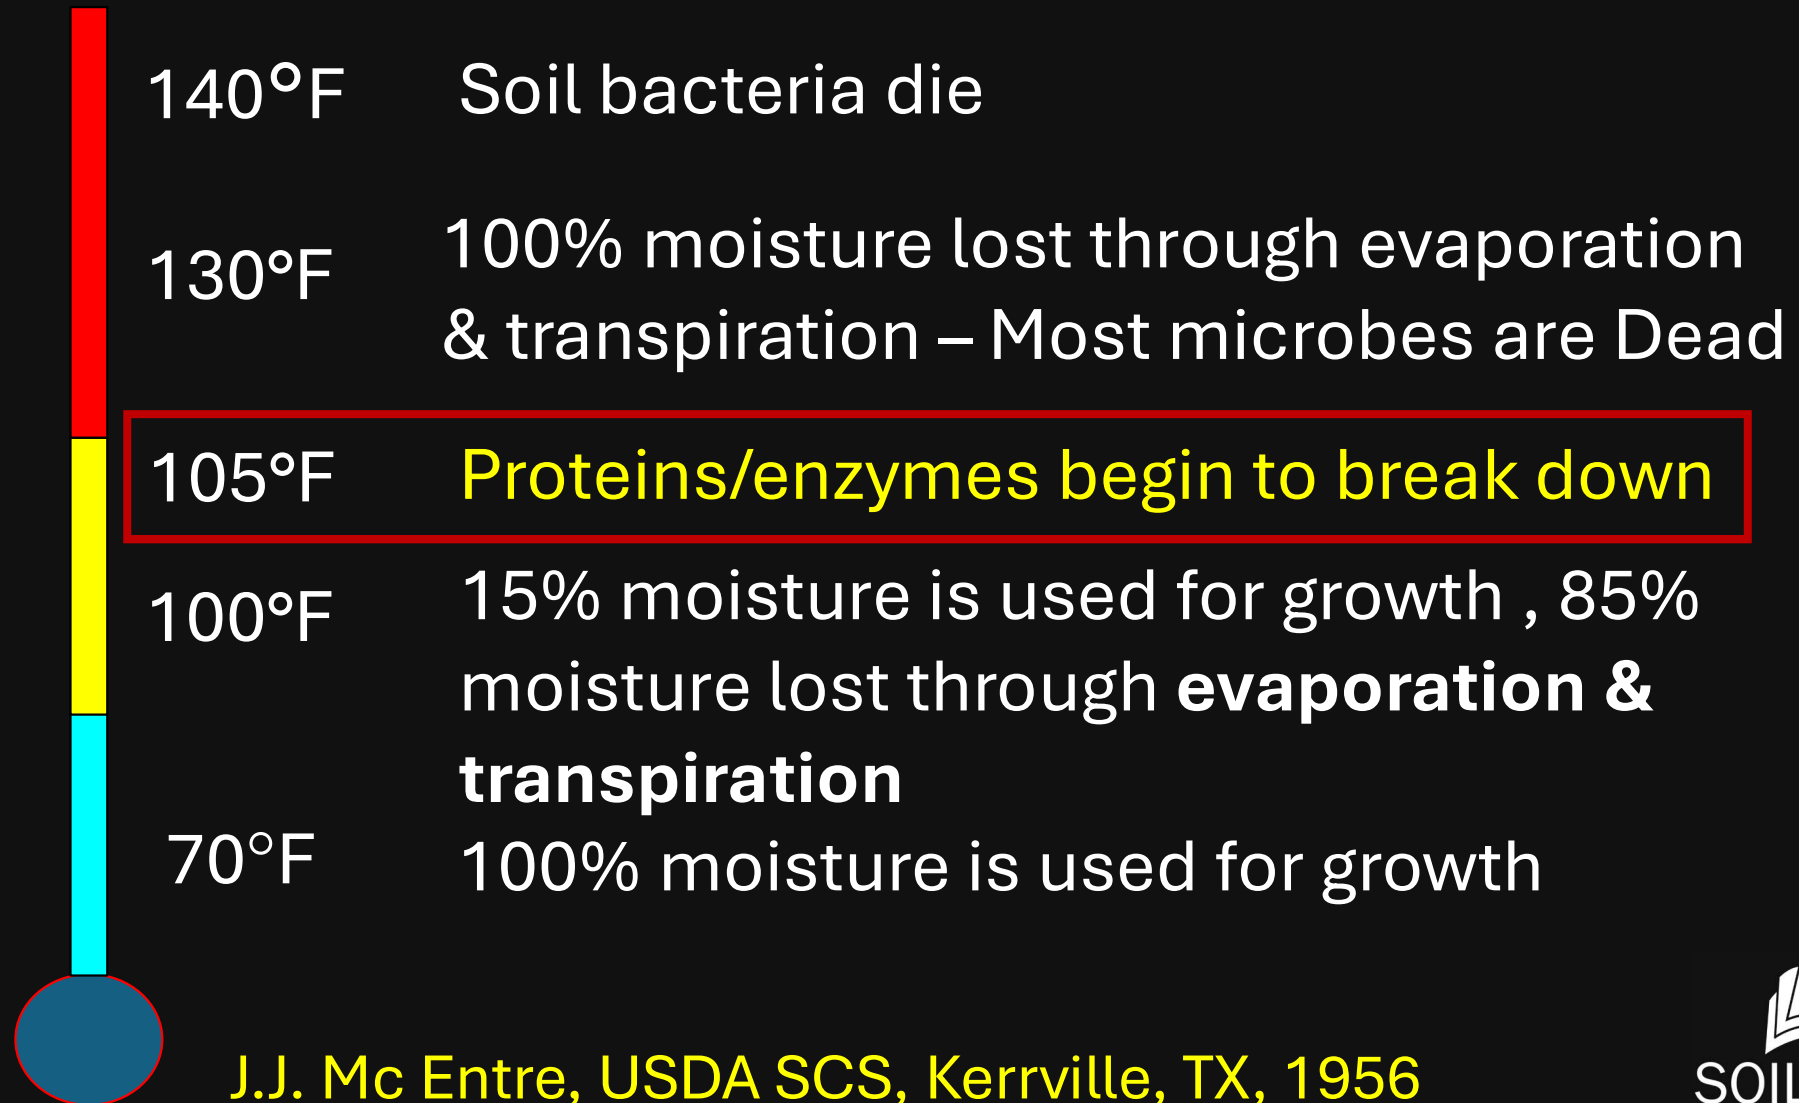 140°F Soil bacteria die
130°F 100% moisture lost through evaporation
& transpiration – Most microbes are Dead
105°F Proteins/enzymes begin to break down
100°F 15% moisture is used for growth , 85%
moisture lost through evaporation &
transpiration
70°F 100% moisture is used for growth
J.J. Mc Entre, USDA SCS, Kerrville, TX, 1956
SOIL